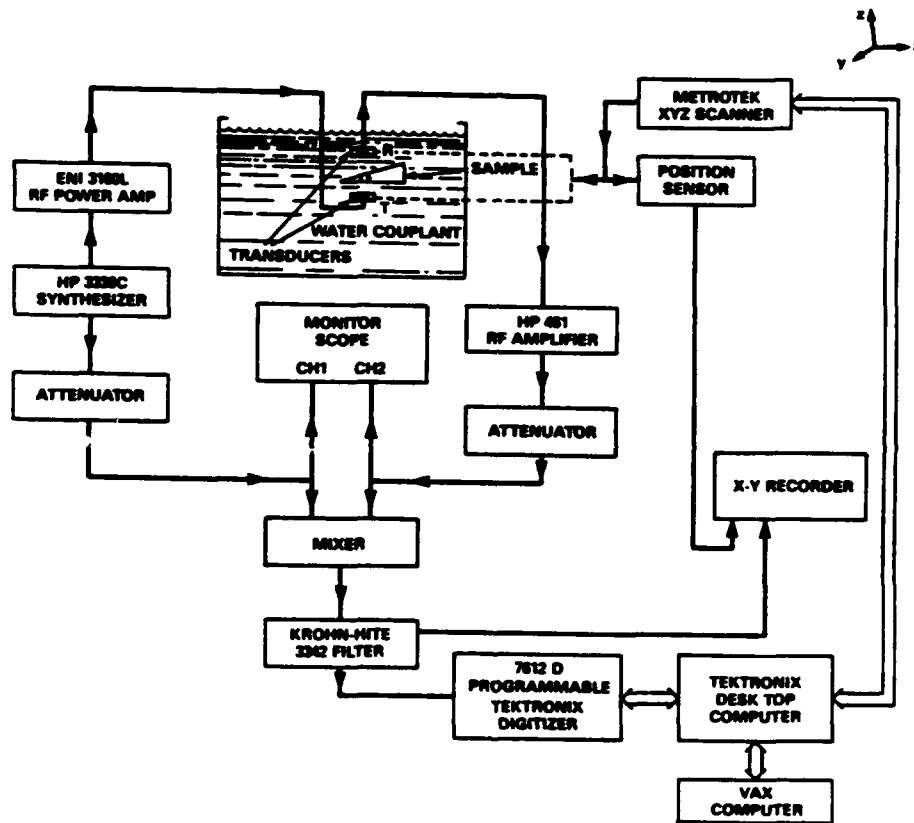 z
y
METROTEK
XYZ SCANNER
ENI 3100L
RF POWER AMP
R
SAMPLE
POSITION
SENSOR
T
WATER COUPLANT
TRANSDUCERS
SYNTHESIZER
MONITOR
SCOPE
CH1 CH2
HP 461
RF AMPLIFIER
ATTENUATOR
ATTENUATOR
X-Y RECORDER
MIXER
KROHN-HITE
3342 FILTER
7612 D
PROGRAMMABLE
TEKTRONIX
DIGITIZER
TEKTRONIX
DESK TOP
COMPUTER
VAX
COMPUTER